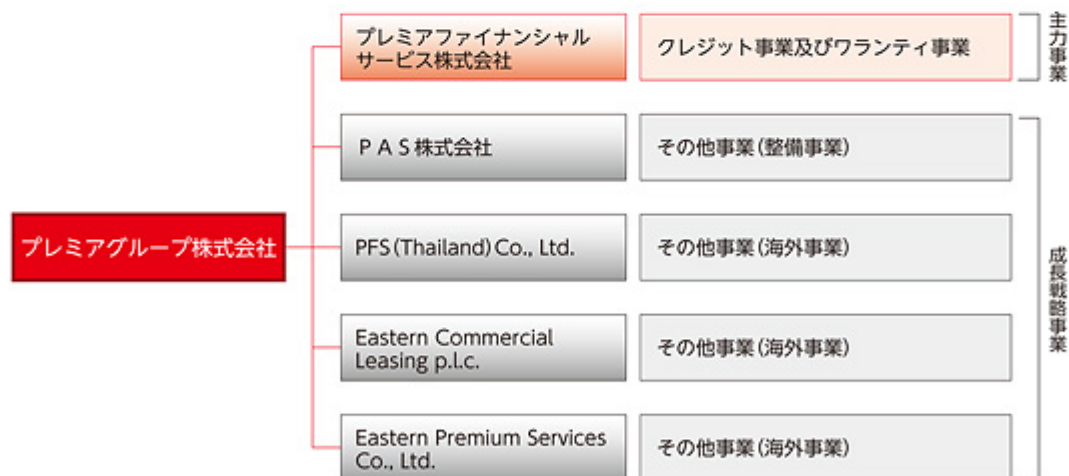 プレミアグループ株式会社
プレミアファイナンシャル
サービス株式会社
クレジット事業及びワランティ事業
主力事業
ＰＡＳ株式会社
その他事業(整備事業)
PFS(Thailand)Co., Ltd.
その他事業(海外事業)
Eastern Commercial
Leasing p.l.c.
その他事業(海外事業)
Eastern Premium Services
Co., Ltd.
その他事業(海外事業)
成長戦略事業